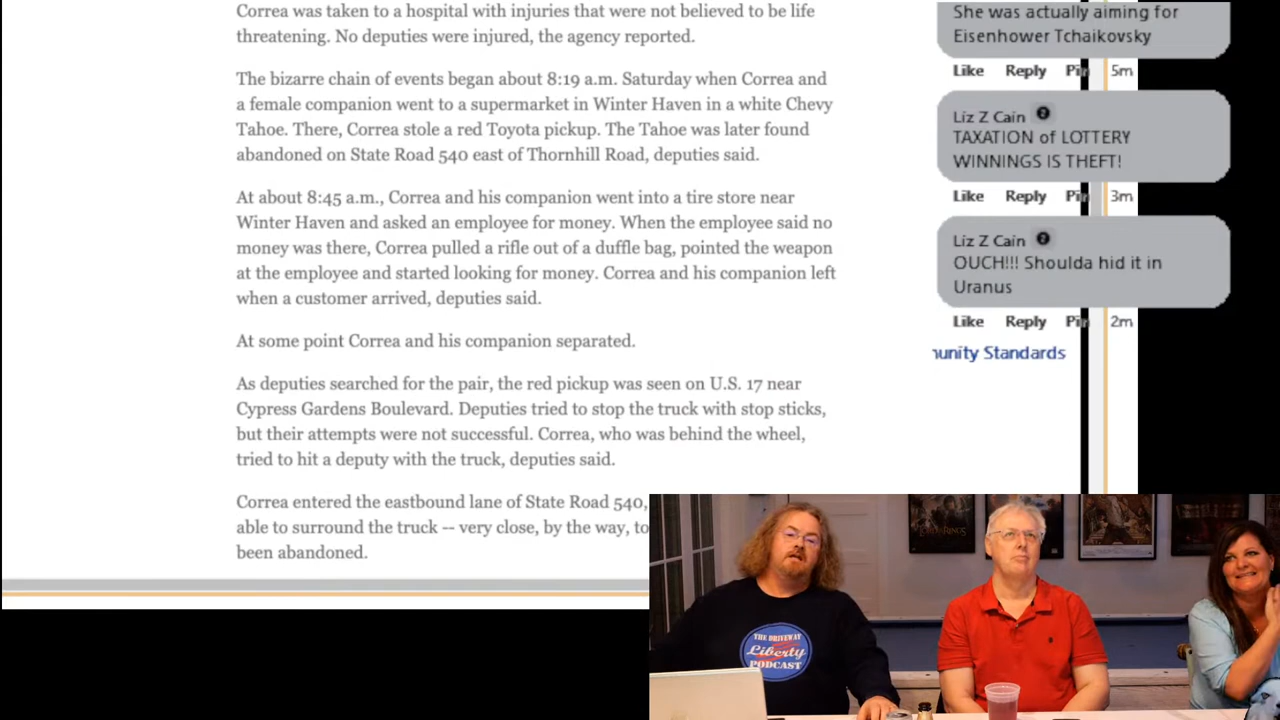 Correa was taken to a hospital with injuries that were not believed to be life
threatening. No deputies were injured, the agency reported.
The bizarre chain of events began about 8:19 a.m. Saturday when Correa and
a female companion went to a supermarket in Winter Haven in a white Chevy
Tahoe. There, Correa stole a red Toyota pickup. The Tahoe was later found
abandoned on State Road 540 east of Thornhill Road, deputies said.
At about 8:45 a.m., Correa and his companion went into a tire store near
Winter Haven and asked an employee for money. When the employee said no
money was there, Correa pulled a rifle out of a duffle bag, pointed the weapon
at the employee and started looking for money. Correa and his companion left
when a customer arrived, deputies said.
At some point Correa and his companion separated.
As deputies searched for the pair, the red pickup was seen on U.S. 17 near
Cypress Gardens Boulevard. Deputies tried to stop the truck with stop sticks,
but their attempts were not successful. Correa, who was behind the wheel,
tried to hit a deputy with the truck, deputies said.
Correa entered the eastbound lane of State Road 540,
able to surround the truck -- very close, by the way, to
been abandoned.
She was actually aiming for
Eisenhower Tchaikovsky
Like Reply Pin 5m
Liz Z Cain
TAXATION of LOTTERY
WINNINGS IS THEFT!
Like Reply Pin 3m
Liz Z Cain
OUCH!!! Shoulda hid it in
Uranus
Like Reply Pin 2m
unity Standards
THE DRIVEWAY
Liberty
PODCAST